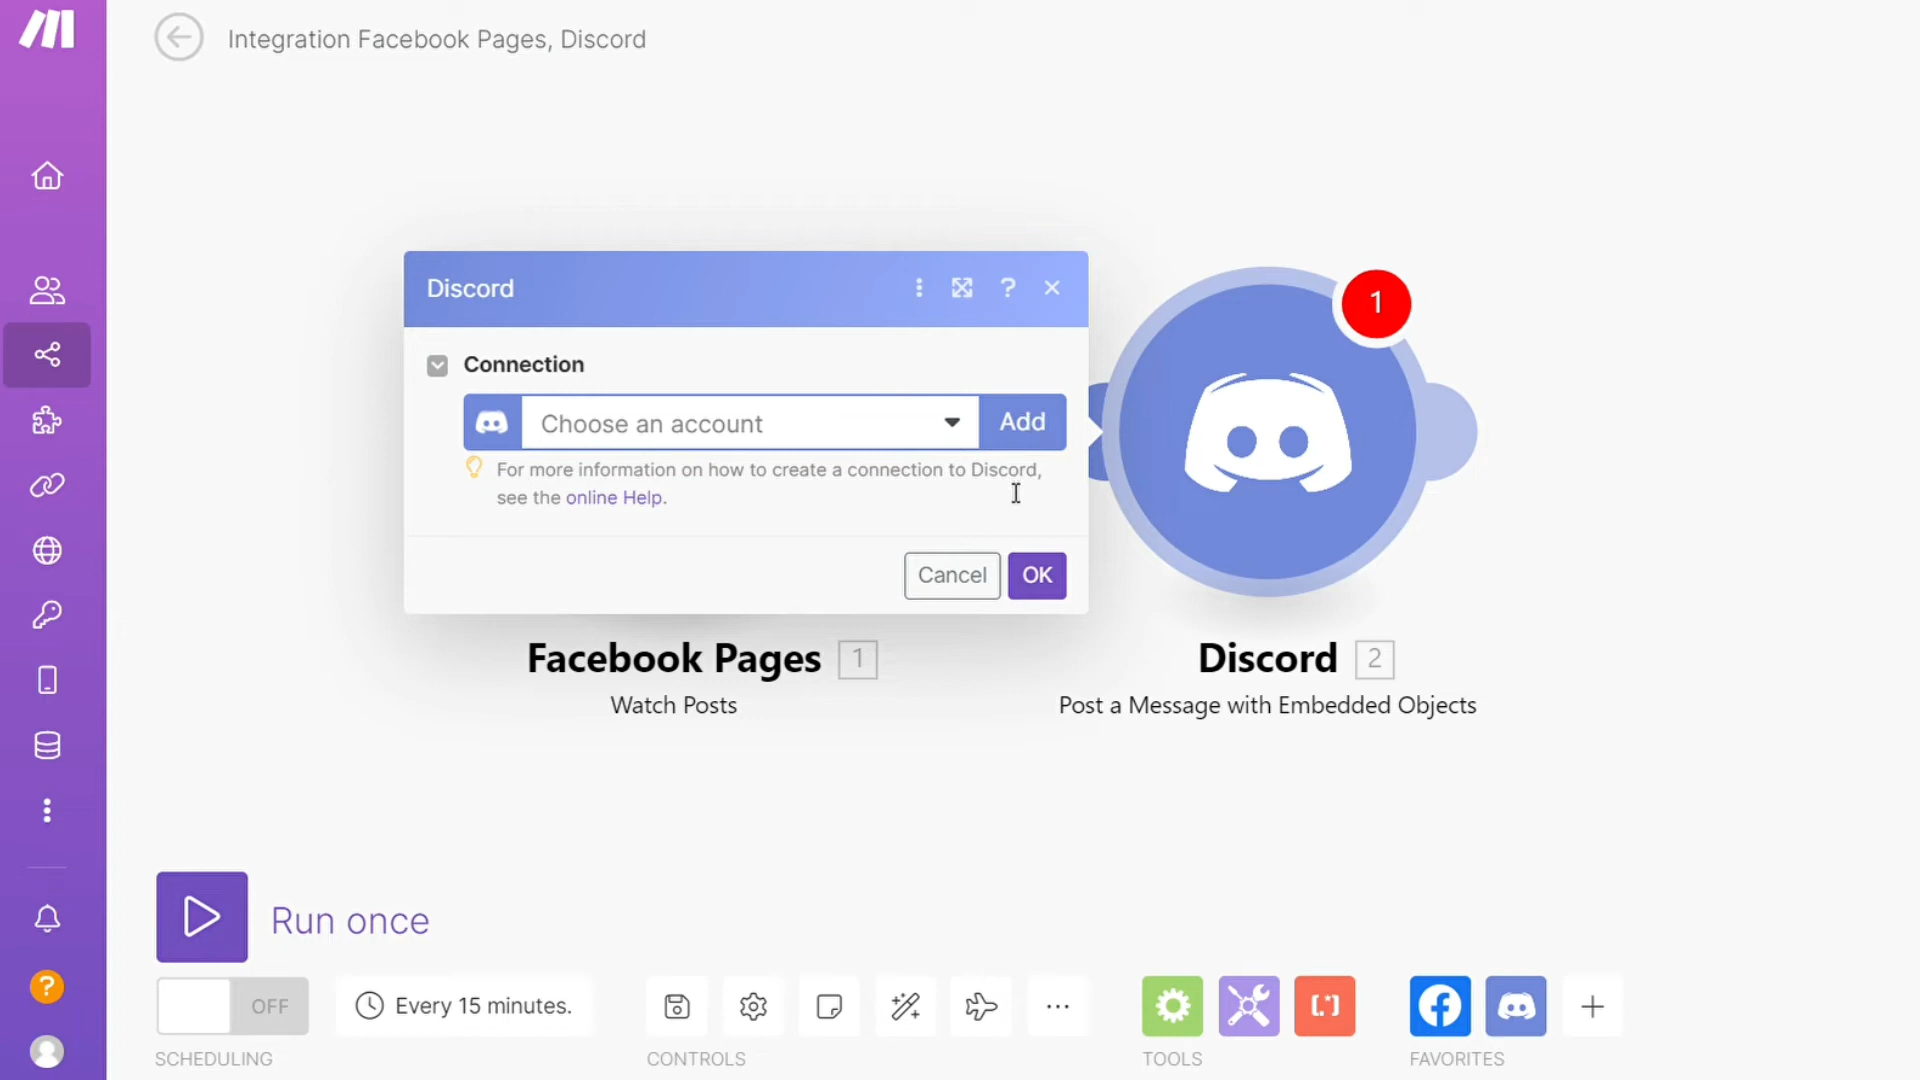 Integration Facebook Pages, Discord
Discord
?
1
Connection
Choose an account
Add
For more information on how to create a connection to Discord,
see the online Help.
Cancel
OK
Facebook Pages 1
Watch Posts
Discord 2
Post a Message with Embedded Objects
Run once
?
OFF
Every 15 minutes.
SCHEDULING
CONTROLS
TOOLS
FAVORITES